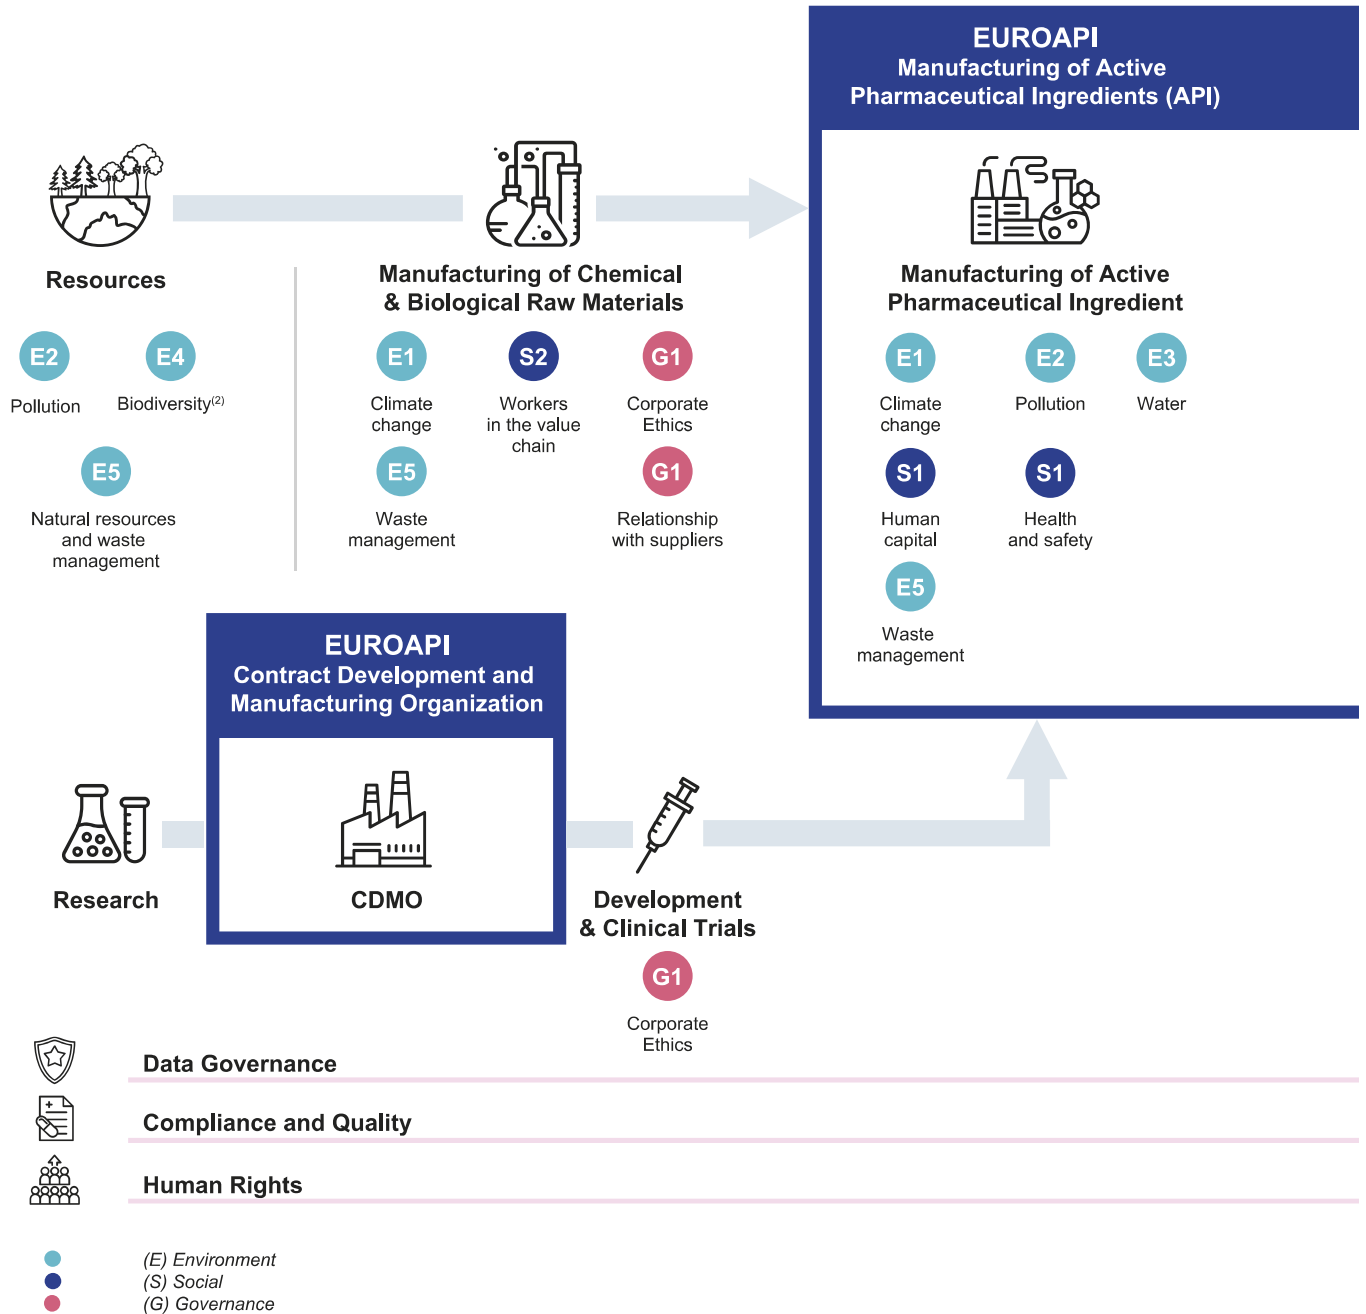 EUROAPI
Manufacturing of Active
Pharmaceutical Ingredients (API)
Resources
E2
Pollution
E4
Biodiversity(2)
E5
Natural resources
and waste
management
Manufacturing of Chemical
& Biological Raw Materials
E1
Climate
change
S2
Workers
in the value
chain
G1
Corporate
Ethics
E5
Waste
management
G1
Relationship
with suppliers
Manufacturing of Active
Pharmaceutical Ingredient
E1
Climate
change
E2
Pollution
E3
Water
S1
Human
capital
S1
Health
and safety
E5
Waste
management
EUROAPI
Contract Development and
Manufacturing Organization
Research
CDMO
Development
& Clinical Trials
G1
Corporate
Ethics
Data Governance
Compliance and Quality
Human Rights
(E) Environment
(S) Social
(G) Governance